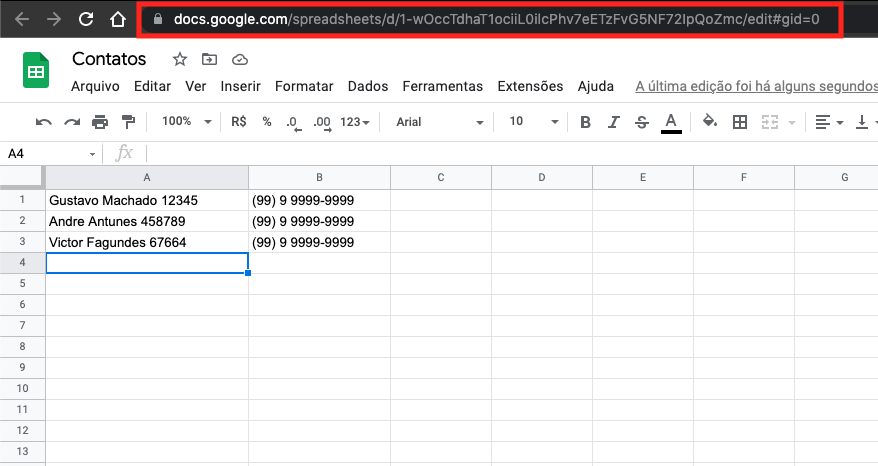 docs.google.com/spreadsheets/d/1-wOccTdhaT1ociiL0ilcPhv7eETzFvG5NF72IpQoZmc/edit#gid=0
Contatos
Arquivo Editar Ver Inserir Formatar Dados Ferramentas Extensões Ajuda A última edição foi há alguns segundos
100% R$ % .0 .00 123 Arial 10 B I S A
A4 fx
A B C D E F G
1 Gustavo Machado 12345 (99) 9 9999-9999
2 Andre Antunes 458789 (99) 9 9999-9999
3 Victor Fagundes 67664 (99) 9 9999-9999
4
5
6
7
8
9
10
11
12
13